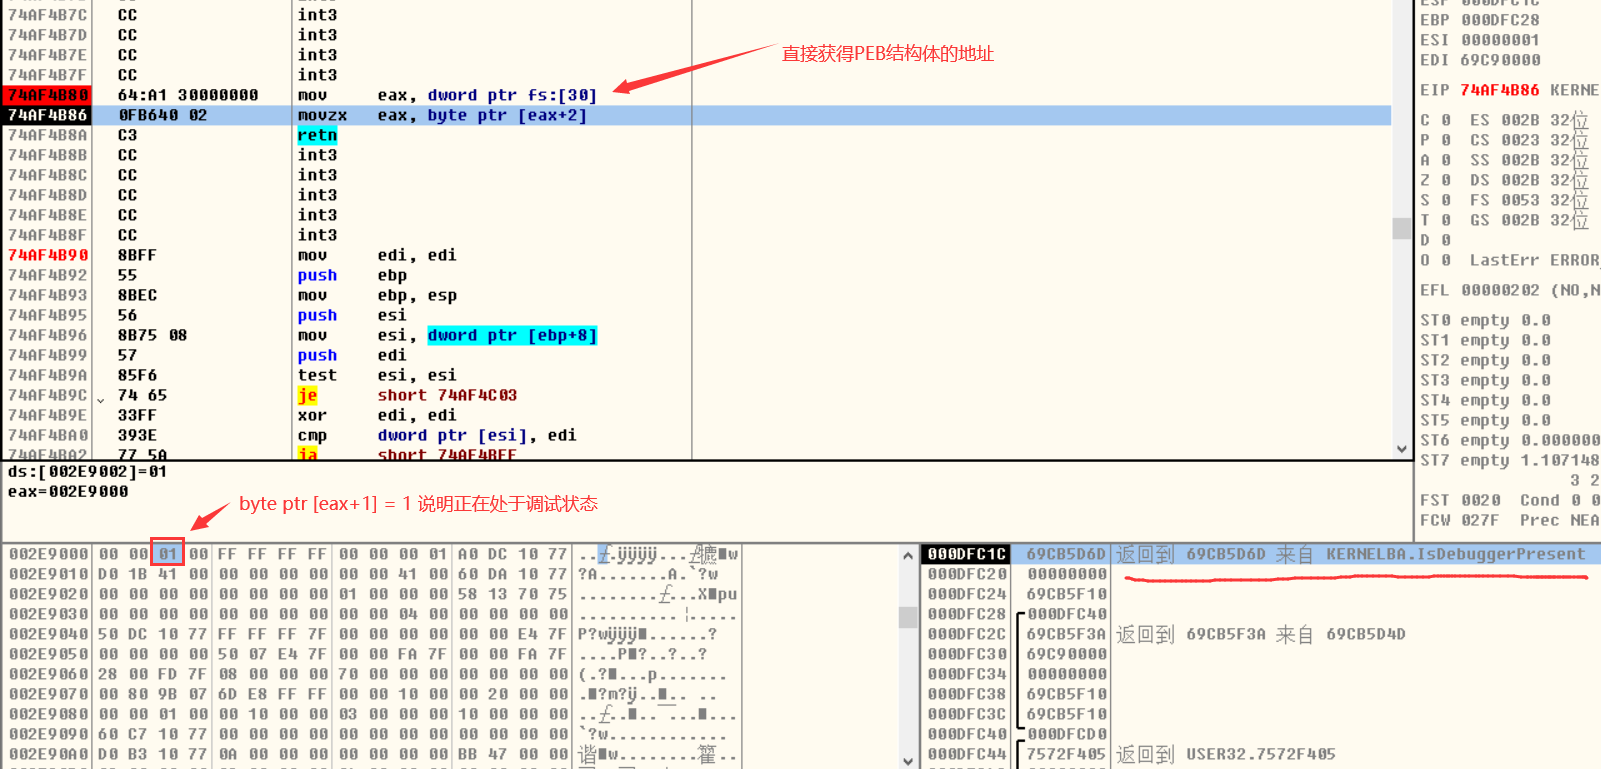 74AF4B7C CC int3
74AF4B7D CC int3
74AF4B7E CC int3
74AF4B7F CC int3
74AF4B80 64:A1 30000000 mov eax, dword ptr fs:[30]
74AF4B86 0FB640 02 movzx eax, byte ptr [eax+2]
74AF4B8A C3 retn
74AF4B8B CC int3
74AF4B8C CC int3
74AF4B8D CC int3
74AF4B8E CC int3
74AF4B8F CC int3
74AF4B90 8BFF mov edi, edi
74AF4B92 55 push ebp
74AF4B93 8BEC mov ebp, esp
74AF4B95 56 push esi
74AF4B96 8B75 08 mov esi, dword ptr [ebp+8]
74AF4B99 57 push edi
74AF4B9A 85F6 test esi, esi
74AF4B9C 74 65 je short 74AF4C03
74AF4B9E 33FF xor edi, edi
74AF4BA0 393E cmp dword ptr [esi], edi
74AF4BA2 77 5A ja short 74AF4BFF
直接获得PEB结构体的地址
ESP 000DFC1C
EBP 000DFC28
ESI 00000001
EDI 69C90000
EIP 74AF4B86 KERNE
C 0 ES 002B 32位
P 0 CS 0023 32位
A 0 SS 002B 32位
Z 0 DS 002B 32位
S 0 FS 0053 32位
T 0 GS 002B 32位
D 0
O 0 LastErr ERROR_
EFL 00000202 (NO,N
ST0 empty 0.0
ST1 empty 0.0
ST2 empty 0.0
ST3 empty 0.0
ST4 empty 0.0
ST5 empty 0.0
ST6 empty 0.000000
ST7 empty 1.107148
3 2
FST 0020 Cond 0 0
FCW 027F Prec NEA
ds:[002E9002]=01
eax=002E9000
byte ptr [eax+1] = 1 说明正在处于调试状态
002E9000 00 00 01 00 FF FF FF FF 00 00 00 01 A0 DC 10 77
002E9010 D0 1B 41 00 00 00 00 00 00 00 41 00 60 DA 10 77
002E9020 00 00 00 00 00 00 00 00 01 00 00 00 58 13 70 75
002E9030 00 00 00 00 00 00 00 00 00 00 04 00 00 00 00 00
002E9040 50 DC 10 77 FF FF FF 7F 00 00 00 00 00 00 E4 7F
002E9050 00 00 00 00 50 07 E4 7F 00 00 FA 7F 00 00 FA 7F
002E9060 28 00 FD 7F 08 00 00 00 70 00 00 00 00 00 00 00
002E9070 00 80 9B 07 6D E8 FF FF 00 00 10 00 00 20 00 00
002E9080 00 00 01 00 00 10 00 00 03 00 00 00 10 00 00 00
002E9090 60 C7 10 77 00 00 00 00 00 00 00 00 00 00 00 00
002E90A0 D0 B3 10 77 0A 00 00 00 00 00 00 00 BB 47 00 00
000DFC1C 69CB5D6D 返回到 69CB5D6D 来自 KERNELBA.IsDebuggerPresent
000DFC20 00000000
000DFC24 69CB5F10
000DFC28 000DFC40
000DFC2C 69CB5F3A 返回到 69CB5F3A 来自 69CB5D4D
000DFC30 69C90000
000DFC34 00000000
000DFC38 69CB5F10
000DFC3C 69CB5F10
000DFC40 000DFCD0
000DFC44 7572F405 返回到 USER32.7572F405